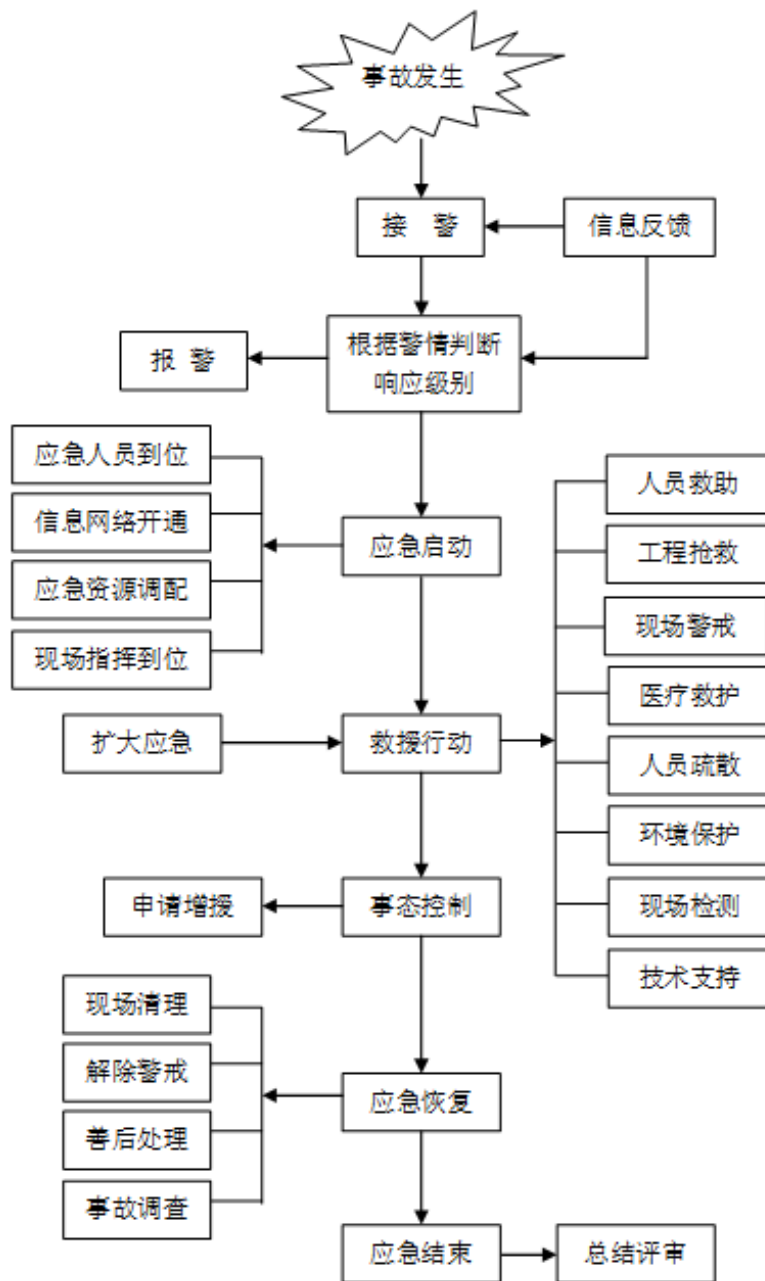 事故发生
接 警
信息反馈
报 警
根据警情判断
响应级别
应急人员到位
信息网络开通
应急资源调配
现场指挥到位
应急启动
人员救助
工程抢救
现场警戒
医疗救护
人员疏散
环境保护
现场检测
技术支持
扩大应急
救援行动
申请增援
事态控制
现场清理
解除警戒
善后处理
事故调查
应急恢复
应急结束
总结评审